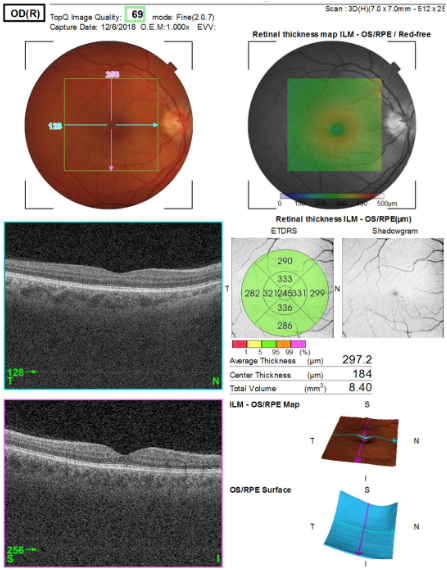 OD(R)
TopQ Image Quality: 69 mode: Fine(2.0.7)
Capture Date: 12/6/2018 O.E.M:1.000x EVV:
Scan : 3D(H)(7.0 x 7.0mm - 512 x 25
Retinal thickness map ILM - OS/RPE / Red-free
256
128
0 100 200 300 400 500μm
Retinal thickness ILM - OS/RPE(μm)
ETDRS Shadowgram
T N
290
333
282 321 245 331 299
336
286
1 5 95 99 (%)
Average Thickness (μm) 297.2
Center Thickness (μm) 184
Total Volume (mm³) 8.40
128
T N
ILM - OS/RPE Map
S
T N
I
OS/RPE Surface
S
T N
I
256
S I